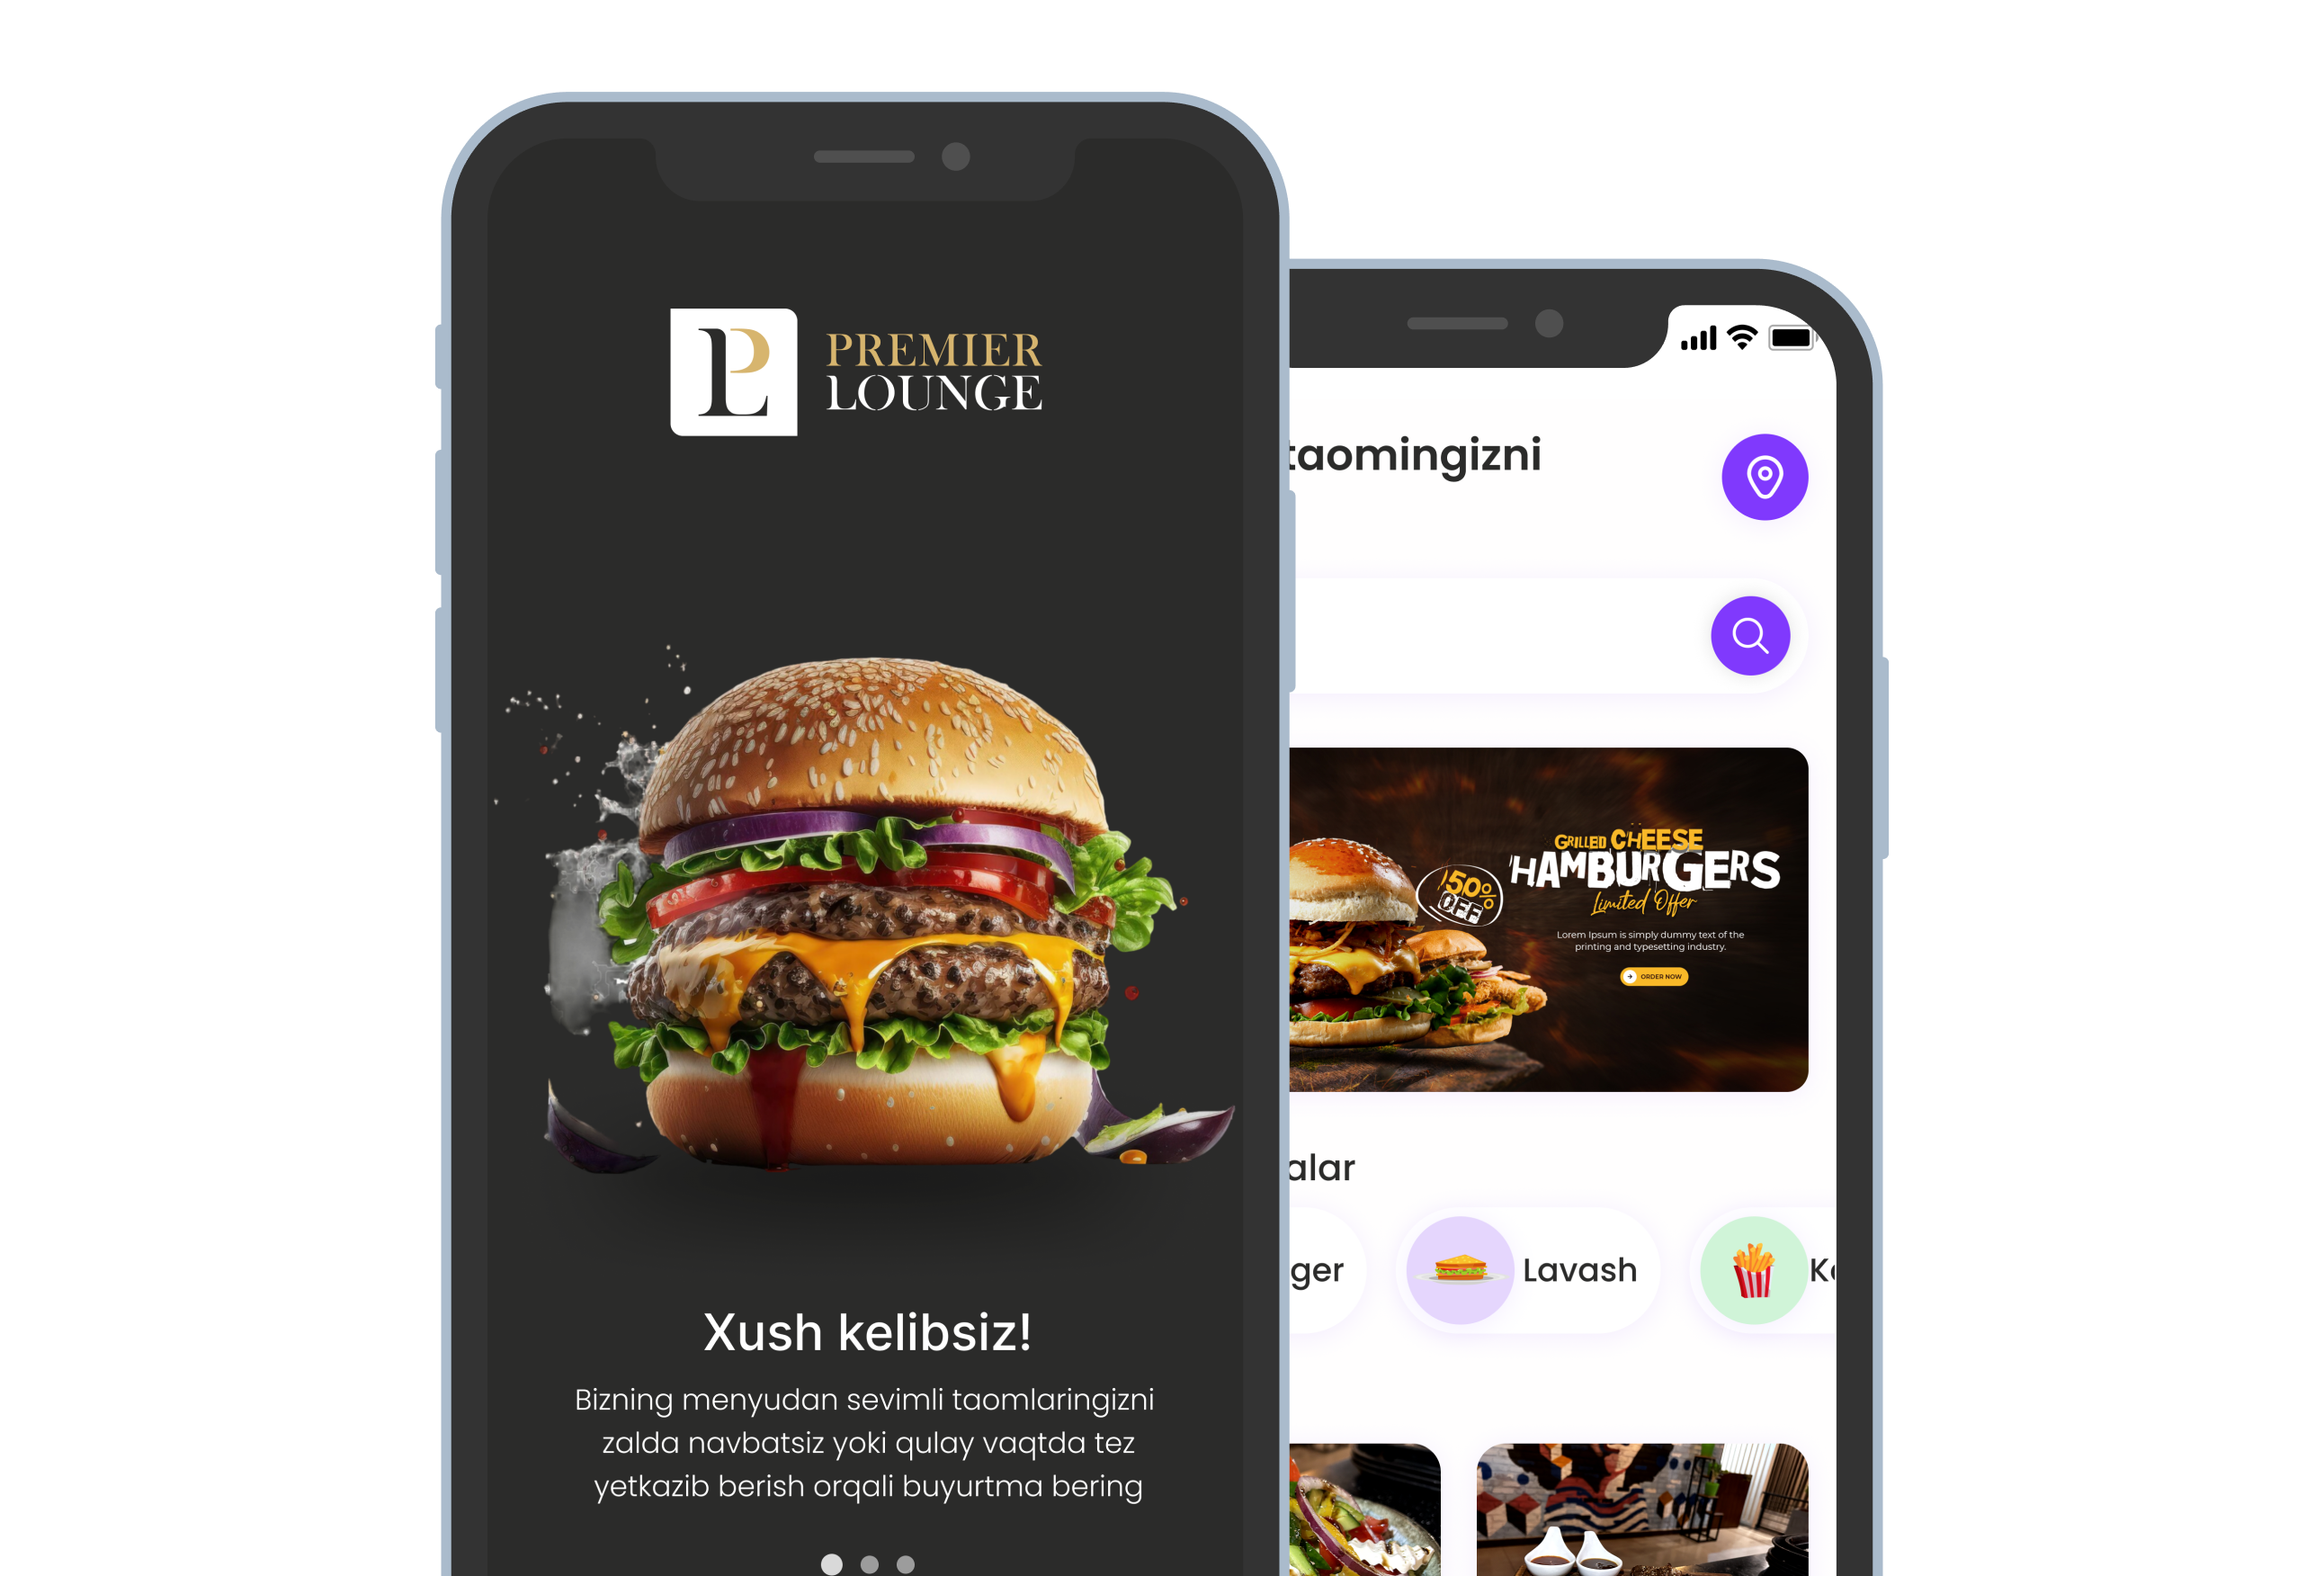 PREMIER
LOUNGE
Xush kelibsiz!
Bizning menyudan sevimli taomlaringizni
zalda navbatsiz yoki qulay vaqtda tez
yetkazib berish orqali buyurtma bering
taomingizni
GRILLED CHEESE
HAMBURGERS
Limited Offer
50%
OFF
Lorem Ipsum is simply dummy text of the
printing and typesetting industry.
ORDER NOW
alar
ger
Lavash